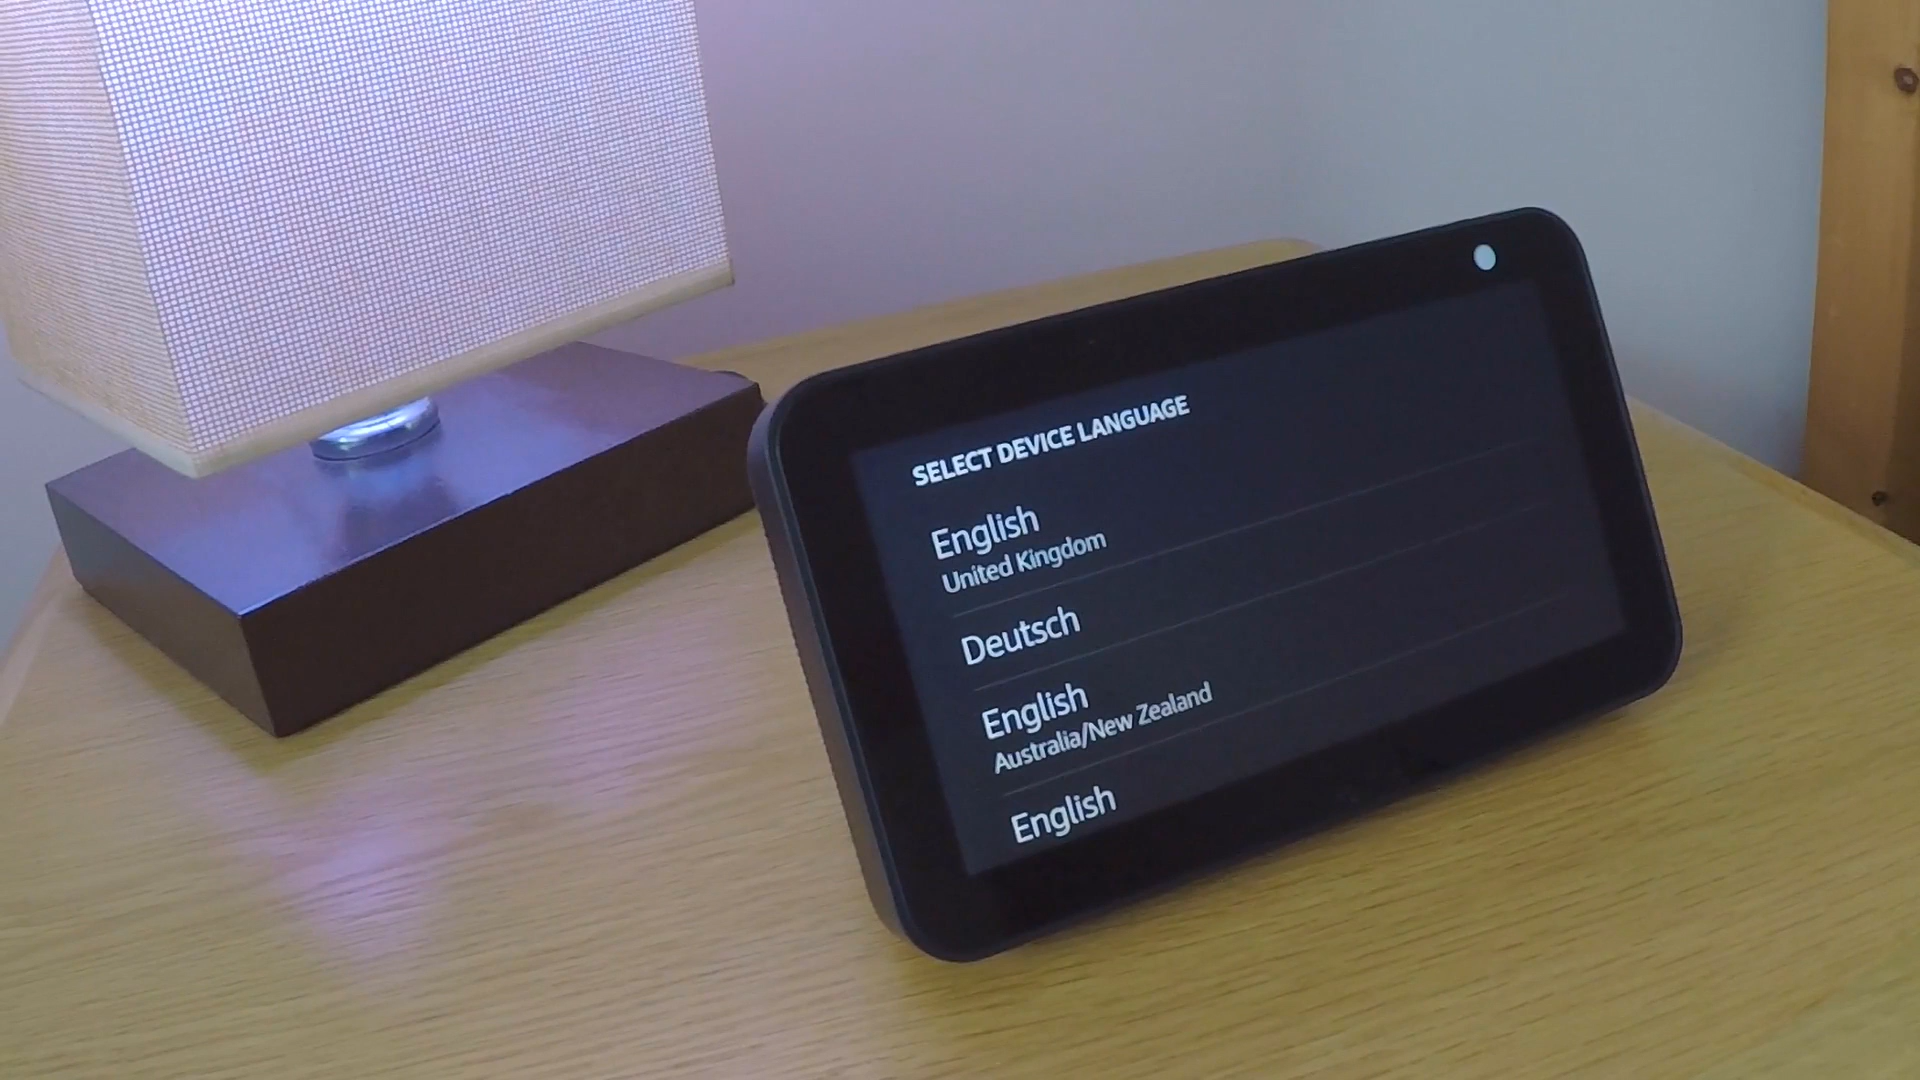 SELECT DEVICE LANGUAGE
English
United Kingdom
Deutsch
English
Australia/New Zealand
English